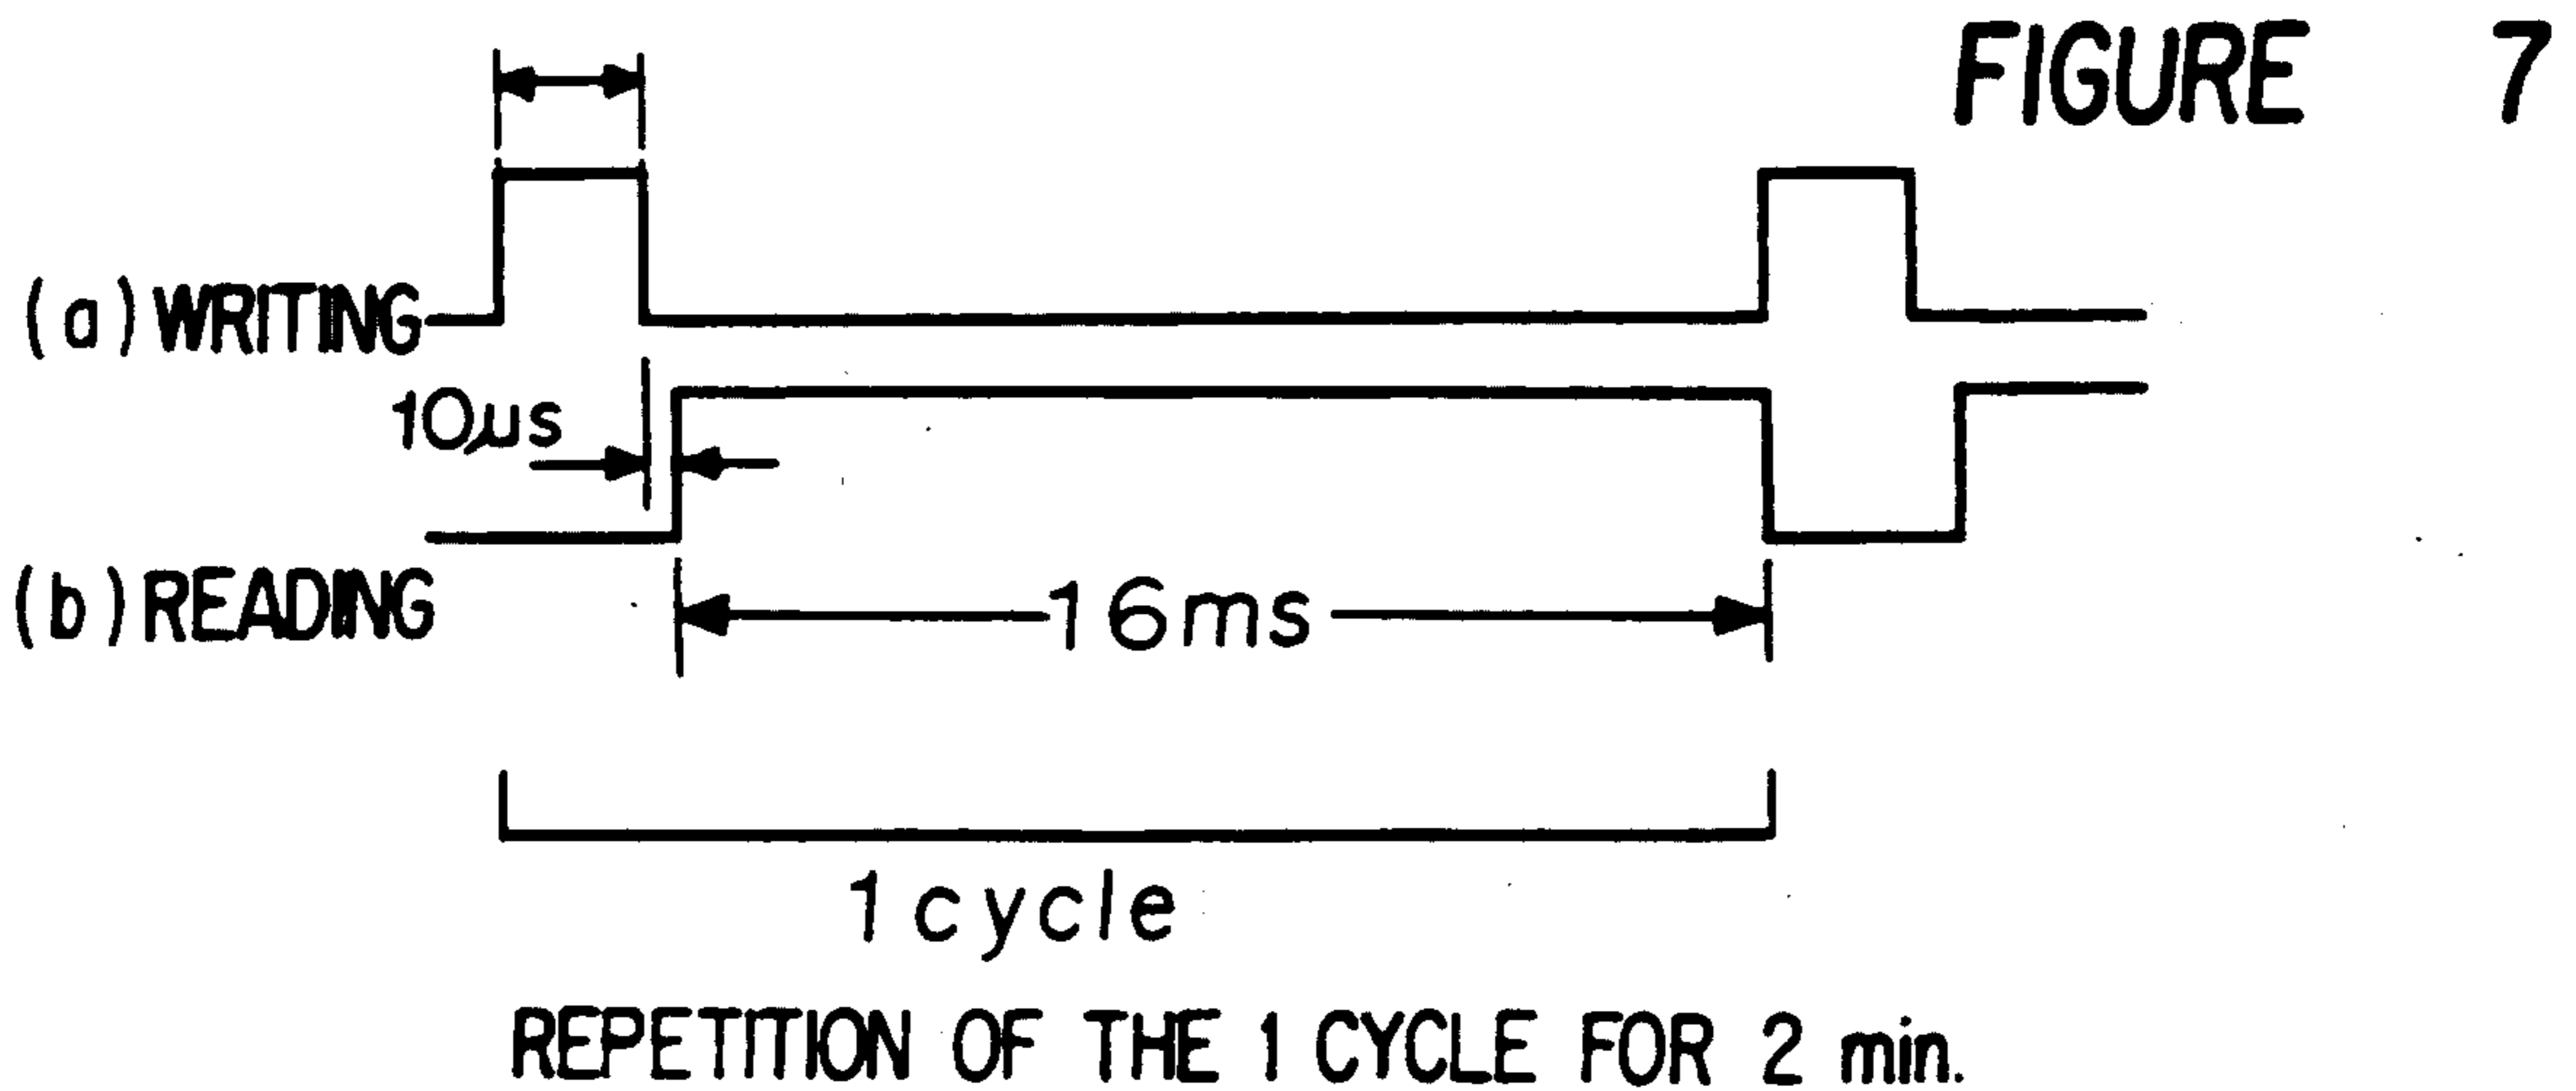 FIGURE 7
(a) WRITING
10μs
(b) READING
16ms
1 cycle
REPETITION OF THE 1 CYCLE FOR 2 min.